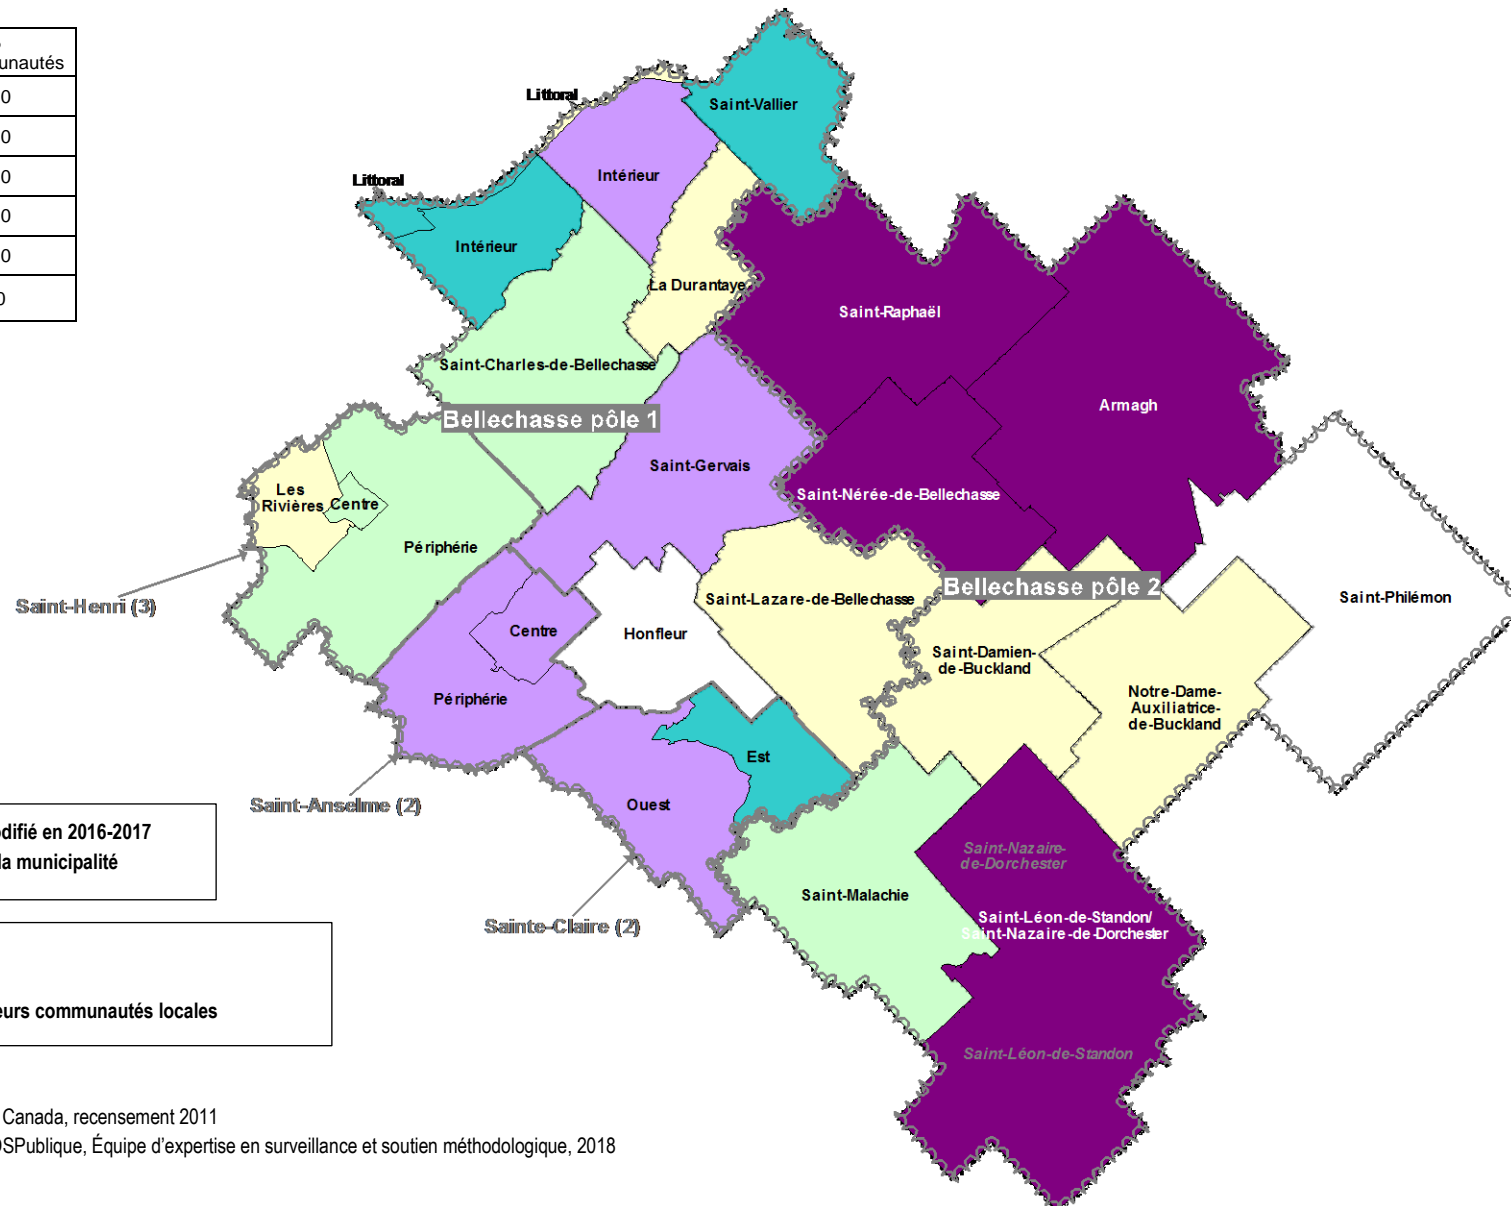 unautés
0
0
0
0
0
0
Saint-Vallier
Littoral
Intérieur
Littoral
Intérieur
La Durantaye
Saint-Raphaël
Saint-Charles-de-Bellechasse
Armagh
Bellechasse pôle 1
Saint-Gervais
Les
Rivières
Centre
Saint-Nérée-de-Bellechasse
Périphérie
Bellechasse pôle 2
Saint-Henri (3)
Saint-Lazare-de-Bellechasse
Saint-Philémon
Centre
Honfleur
Saint-Damien-
de-Buckland
Périphérie
Notre-Dame-
Auxiliatrice-
de-Buckland
Est
Saint-Anselme (2)
Ouest
odifié en 2016-2017
la municipalité
Saint-Nazaire-
de-Dorchester
Saint-Malachie
Saint-Léon-de-Standon/
Saint-Nazaire-de-Dorchester
Sainte-Claire (2)
eurs communautés locales
Saint-Léon-de-Standon
Canada, recensement 2011
DSPublique, Équipe d'expertise en surveillance et soutien méthodologique, 2018